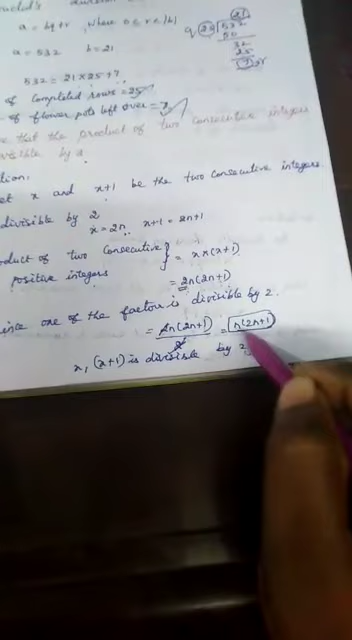 a = bq+r , where 0 ≤ r < |b|
a = 532 b = 21
532 = 21 × 25 + 7
of completed rows = 25
of flower pots left over = 7
that the product of two consecutive integers
divisible by 2
x and x+1 be the two consecutive integers
divisible by 2
x = 2n, x+1 = 2n+1
Product of two Consecutive positive integers } = x × (x+1)
= 2n(2n+1)
Since one of the factors is divisible by 2.
= 2n(2n+1) / 2 = n(2n+1)
x, (x+1) is divisible by 2